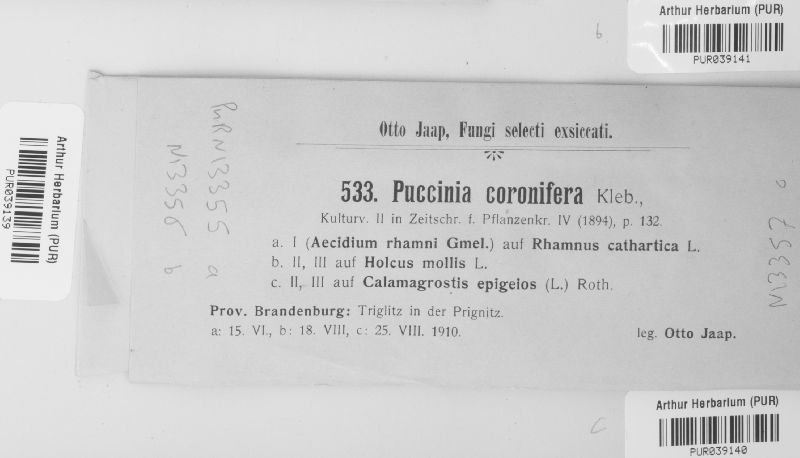 Arthur Herbarium (PUR)
PUR039141
b
Arthur Herbarium (PUR)
PUR039139
PUR N13355 a
N13356 b
Otto Jaap, Fungi selecti exsiccati.
533. Puccinia coronifera Kleb.,
Kulturv. II in Zeitschr. f. Pflanzenkr. IV (1894), p. 132.
a. I (Aecidium rhamni Gmel.) auf Rhamnus cathartica L.
b. II, III auf Holcus mollis L.
c. II, III auf Calamagrostis epigeios (L.) Roth.
Prov. Brandenburg: Triglitz in der Prignitz.
a: 15. VI., b: 18. VIII, c: 25. VIII. 1910.
leg. Otto Jaap.
N13357
c
Arthur Herbarium (PUR)
PUR039140